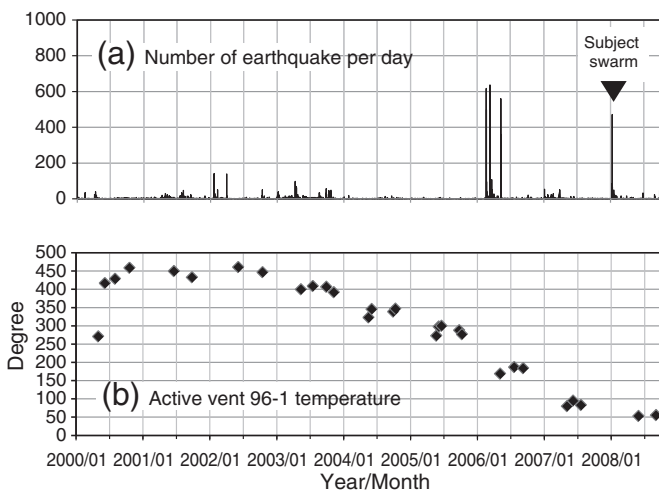 1000
800
600
400
200
0
(a) Number of earthquake per day
Subject
swarm
500
450
400
350
300
250
200
150
100
50
0
Degree
(b) Active vent 96-1 temperature
2000/01 2001/01 2002/01 2003/01 2004/01 2005/01 2006/01 2007/01 2008/01
Year/Month